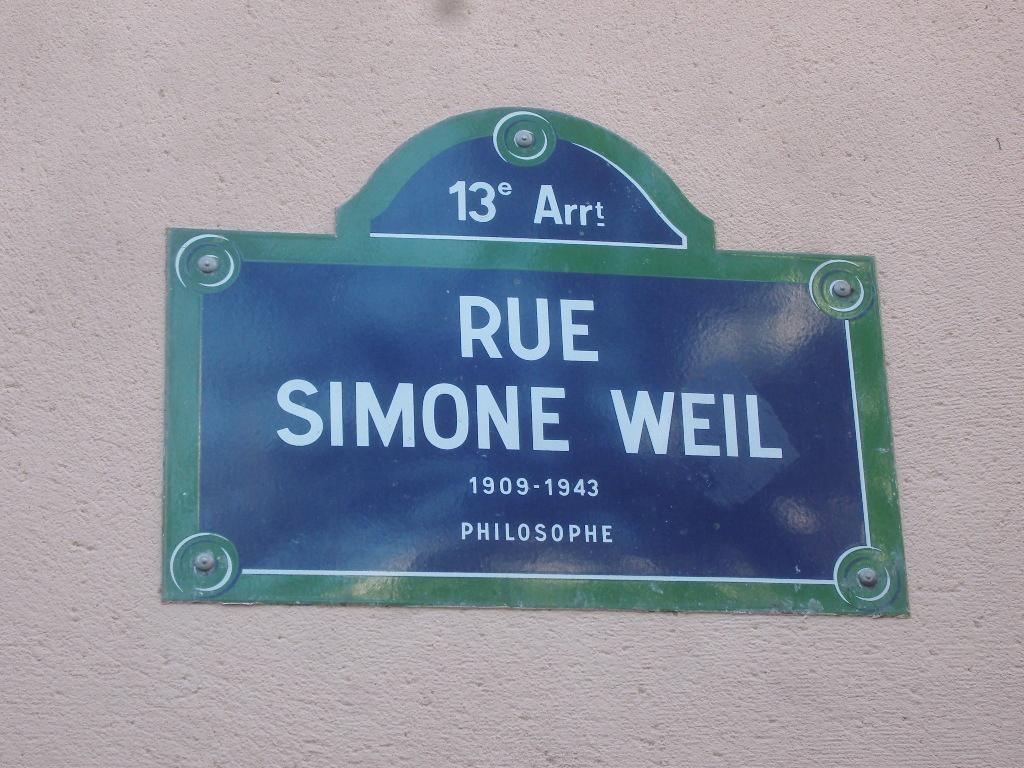 13e Arrt
RUE
SIMONE WEIL
1909-1943
PHILOSOPHE